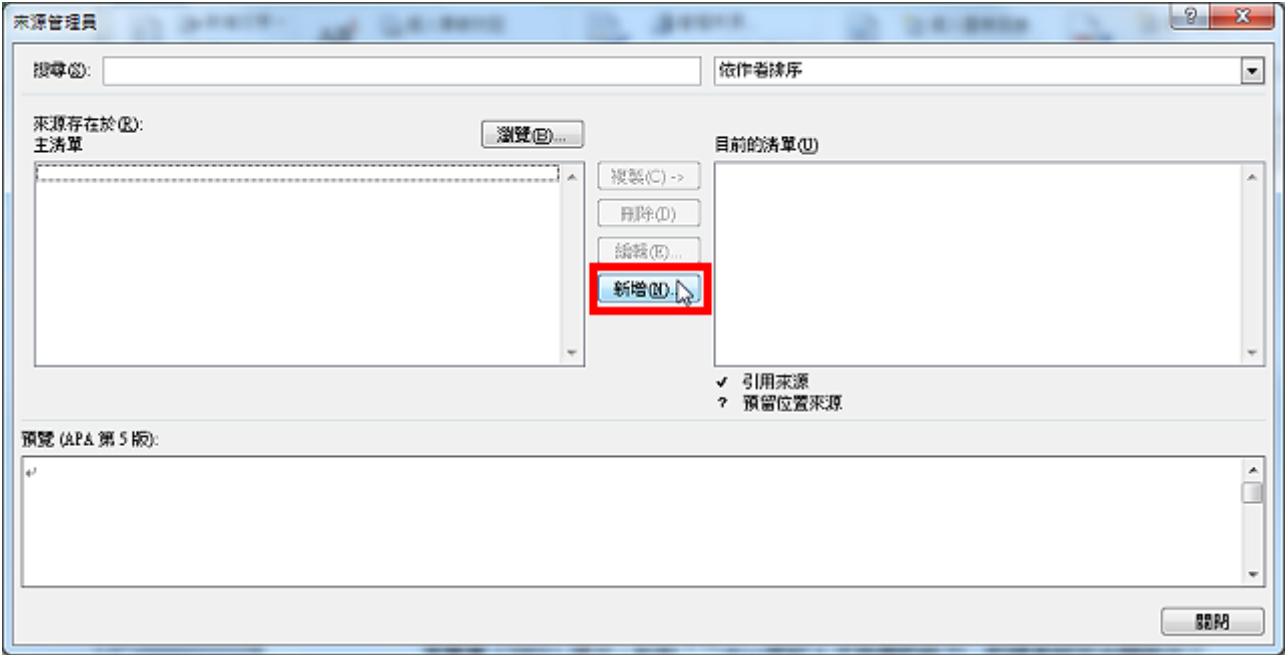 來源管理員
搜尋(S):
依作者排序
來源存在於(R):
主清單
瀏覽(B)...
目前的清單(U)
複製(C) ->
刪除(D)
編輯(E)...
新增(N)...
✓ 引用來源
? 預留位置來源
預覽 (APA 第 5 版):
關閉